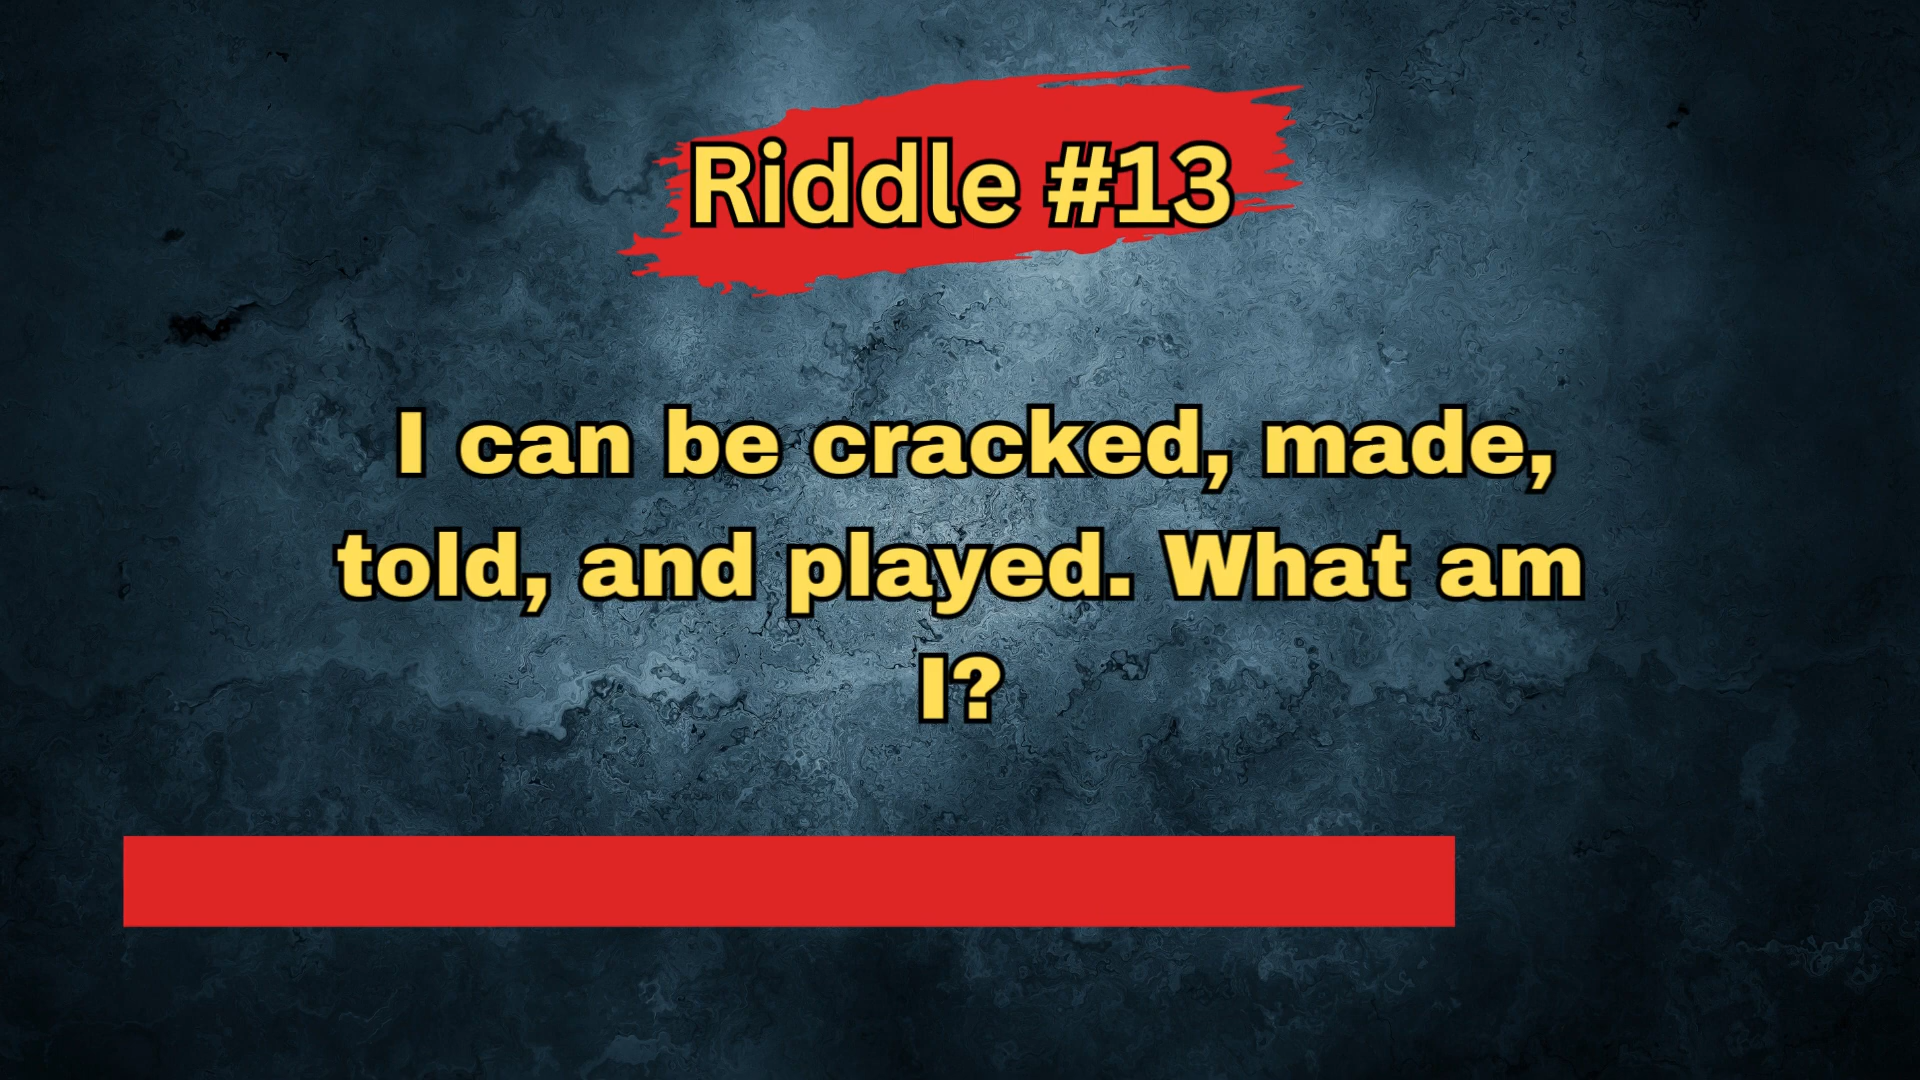 Riddle #13
I can be cracked, made,
told, and played. What am
I?